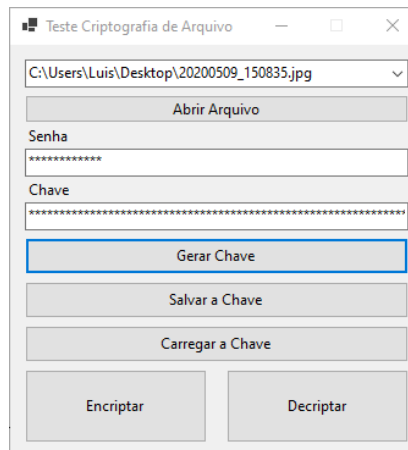 Teste Criptografia de Arquivo
C:\Users\Luis\Desktop\20200509_150835.jpg
Abrir Arquivo
Senha
************
Chave
****************************************************************
Gerar Chave
Salvar a Chave
Carregar a Chave
Encriptar Decriptar